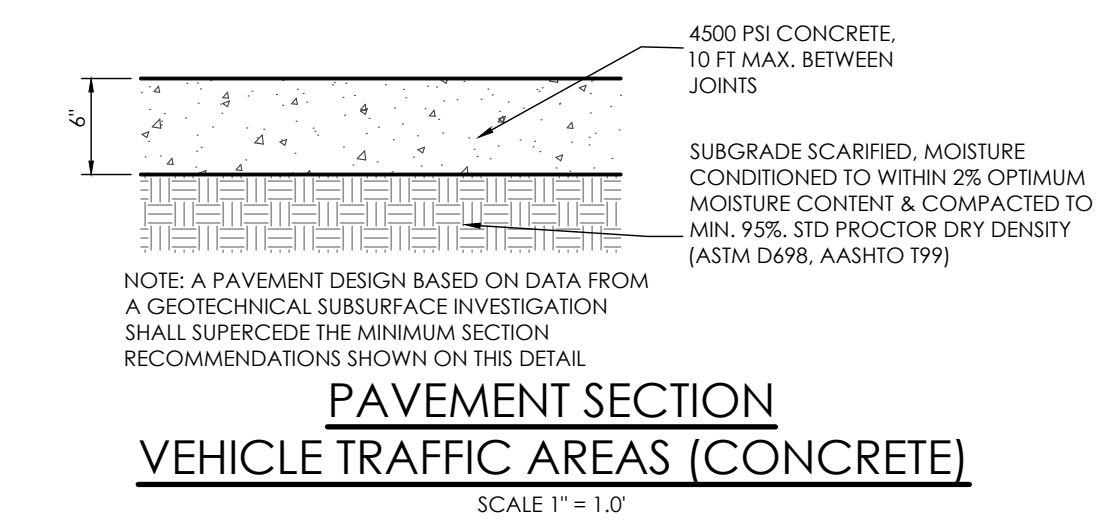 4500 PSI CONCRETE,
10 FT MAX. BETWEEN
JOINTS
6"
SUBGRADE SCARIFIED, MOISTURE
CONDITIONED TO WITHIN 2% OPTIMUM
MOISTURE CONTENT & COMPACTED TO
MIN. 95%. STD PROCTOR DRY DENSITY
(ASTM D698, AASHTO T99)
NOTE: A PAVEMENT DESIGN BASED ON DATA FROM
A GEOTECHNICAL SUBSURFACE INVESTIGATION
SHALL SUPERCEDE THE MINIMUM SECTION
RECOMMENDATIONS SHOWN ON THIS DETAIL
PAVEMENT SECTION
VEHICLE TRAFFIC AREAS (CONCRETE)
SCALE 1" = 1.0'